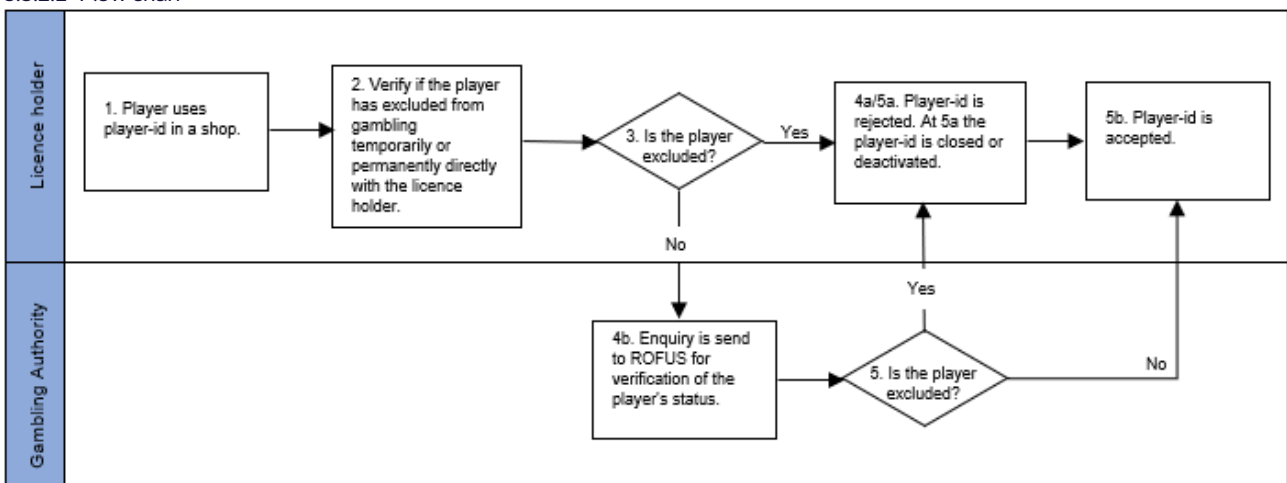 Licence holder
1. Player uses
player-id in a shop.
2. Verify if the player
has excluded from
gambling
temporarily or
permanently directly
with the licence
holder.
3. Is the player
excluded?
Yes
No
4a/5a. Player-id is
rejected. At 5a the
player-id is closed or
deactivated.
5b. Player-id is
accepted.
Gambling Authority
4b. Enquiry is send
to ROFUS for
verification of the
player's status.
5. Is the player
excluded?
Yes
No